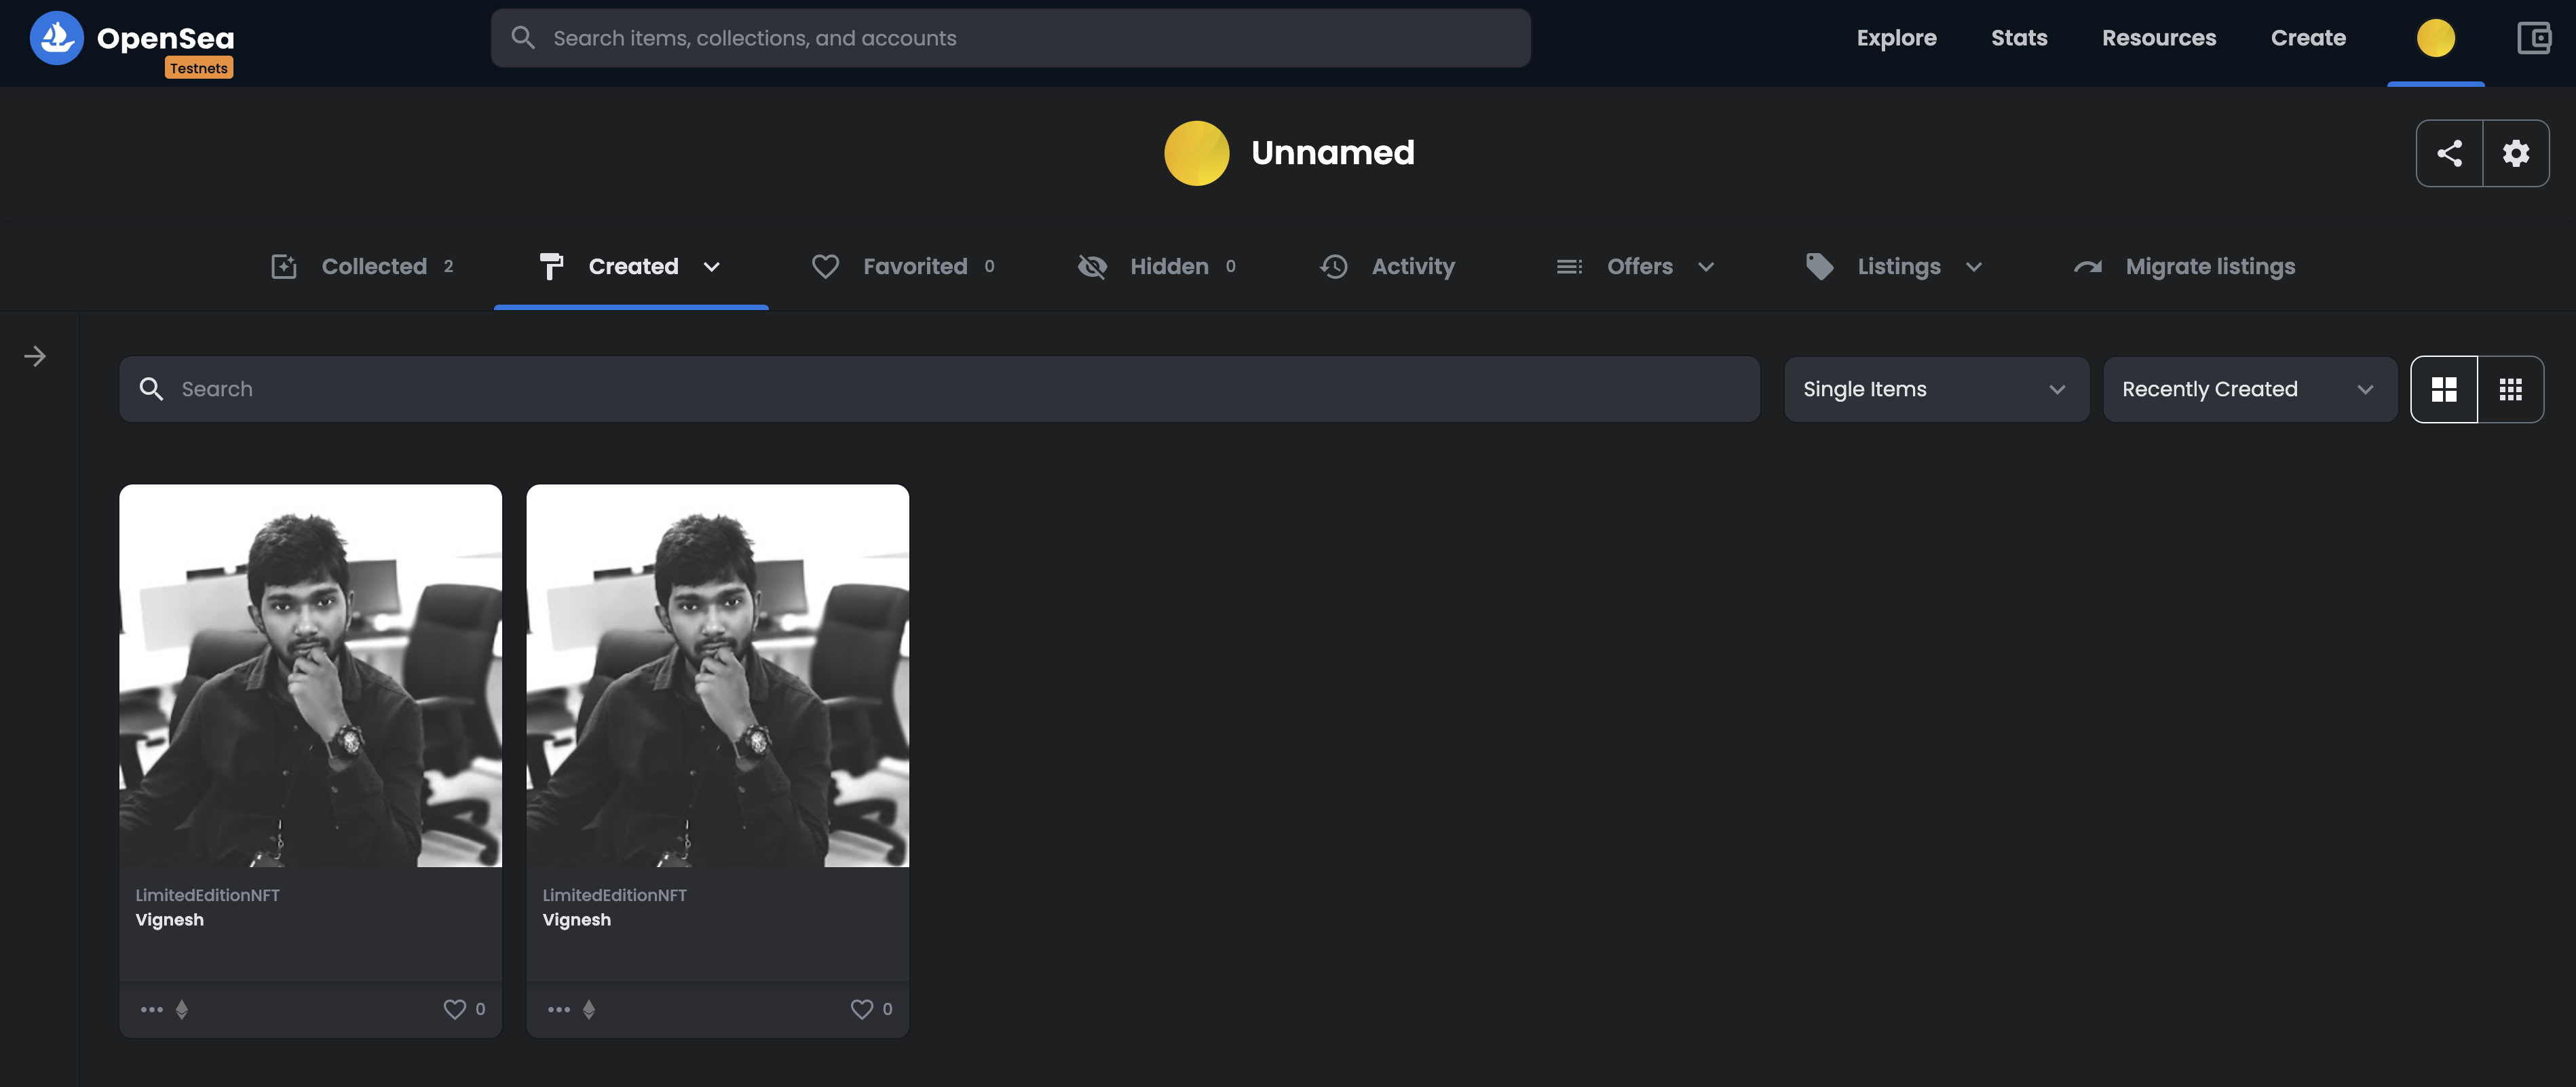 OpenSea
Testnets
Search items, collections, and accounts
Explore
Stats
Resources
Create
Unnamed
Collected 2
Created
Favorited 0
Hidden 0
Activity
Offers
Listings
Migrate listings
Search
Single Items
Recently Created
LimitedEditionNFT
Vignesh
0
LimitedEditionNFT
Vignesh
0